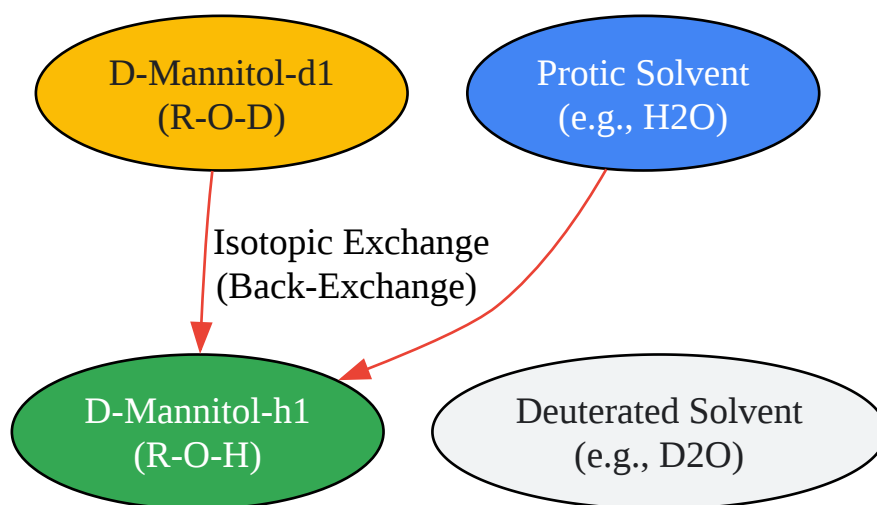 D-Mannitol-d1
(R-O-D)
Protic Solvent
(e.g., H2O)
Isotopic Exchange
(Back-Exchange)
D-Mannitol-h1
(R-O-H)
Deuterated Solvent
(e.g., D2O)